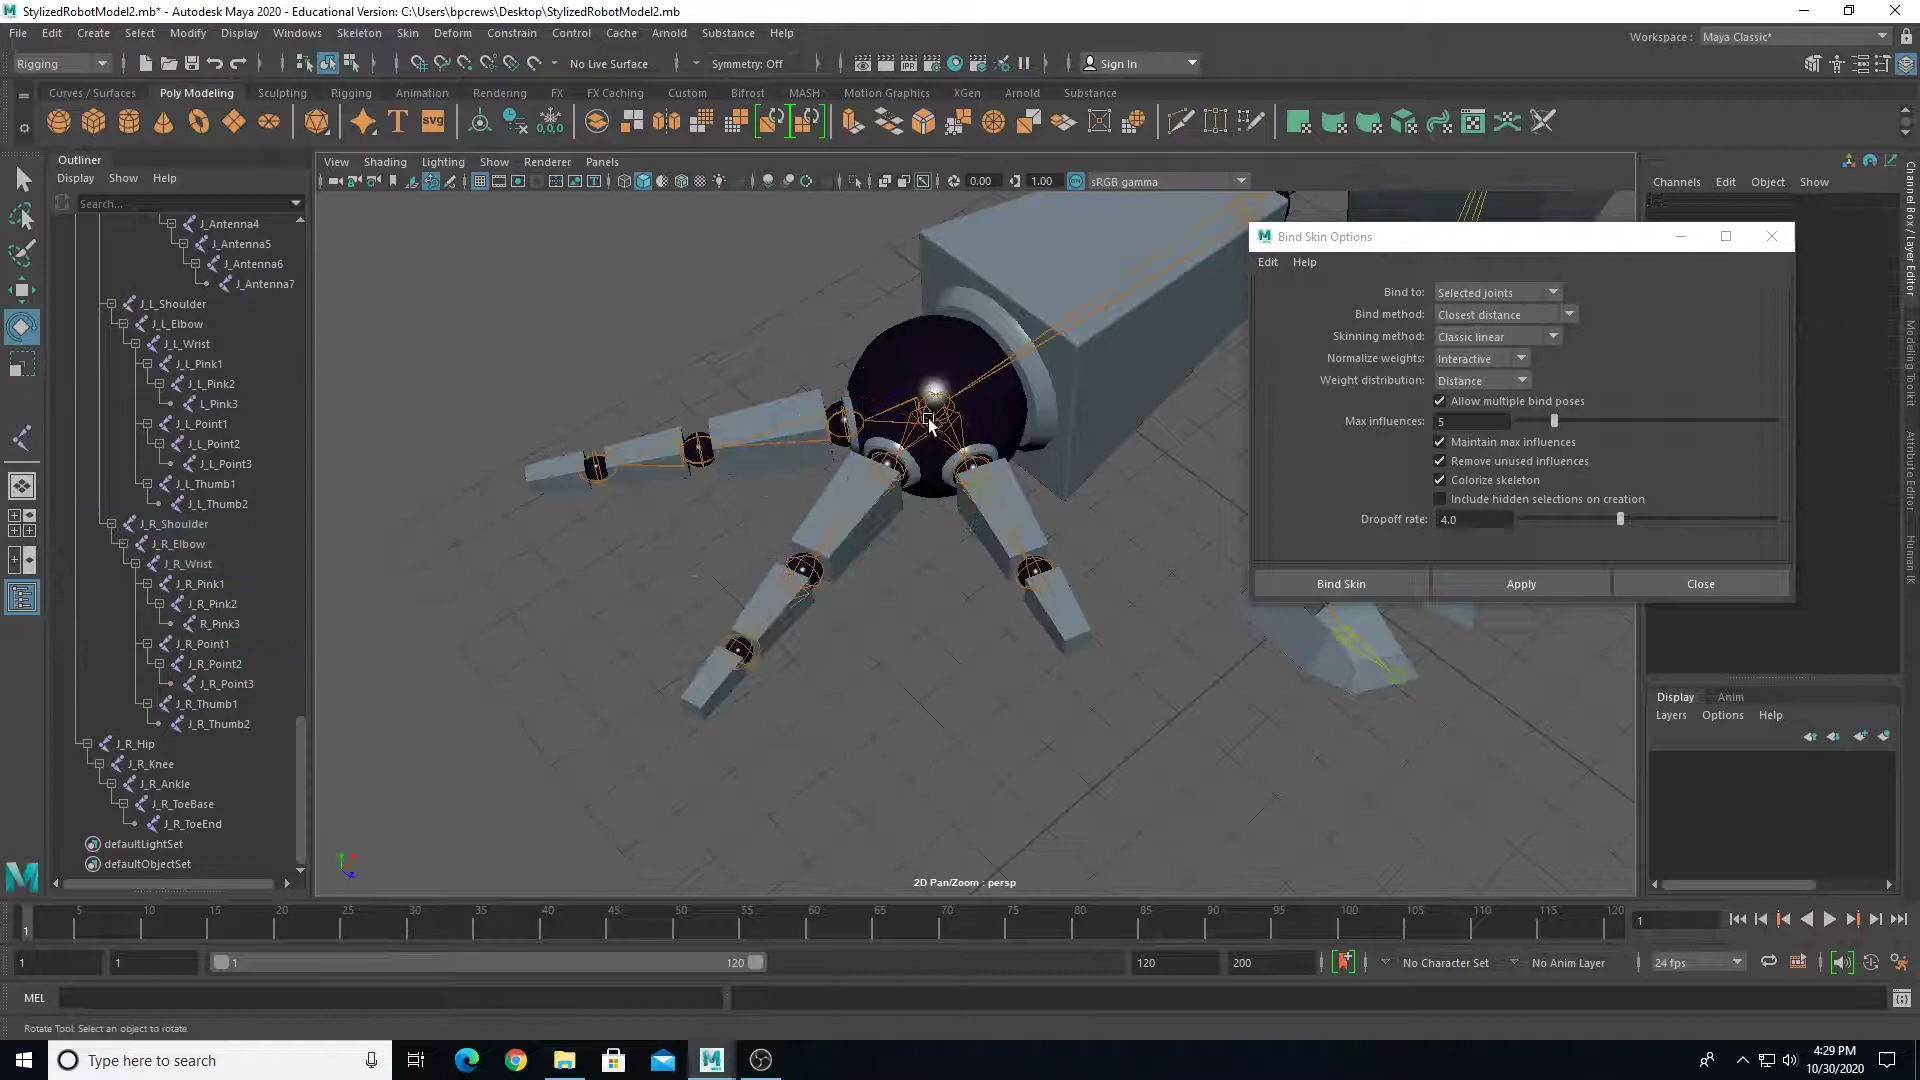 StylizedRobotModel2.mb* - Autodesk Maya 2020 - Educational Version: C:\Users\bpcrews\Desktop\StylizedRobotModel2.mb
File Edit Create Select Modify Display Windows Skeleton Skin Deform Constrain Control Cache Arnold Substance Help
Workspace : Maya Classic*
Rigging No Live Surface Symmetry: Off Sign In
Curves / Surfaces Poly Modeling Sculpting Rigging Animation Rendering FX FX Caching Custom Bifrost MASH Motion Graphics XGen Arnold Substance
Outliner
Display Show Help
Search...
J_Antenna4
J_Antenna5
J_Antenna6
J_Antenna7
J_L_Shoulder
J_L_Elbow
J_L_Wrist
J_L_Pink1
J_L_Pink2
L_Pink3
J_L_Point1
J_L_Point2
J_L_Point3
J_L_Thumb1
J_L_Thumb2
J_R_Shoulder
J_R_Elbow
J_R_Wrist
J_R_Pink1
J_R_Pink2
R_Pink3
J_R_Point1
J_R_Point2
J_R_Point3
J_R_Thumb1
J_R_Thumb2
J_R_Hip
J_R_Knee
J_R_Ankle
J_R_ToeBase
J_R_ToeEnd
defaultLightSet
defaultObjectSet
View Shading Lighting Show Renderer Panels
0.00 1.00 sRGB gamma
2D Pan/Zoom : persp
Bind Skin Options
Edit Help
Bind to: Selected joints
Bind method: Closest distance
Skinning method: Classic linear
Normalize weights: Interactive
Weight distribution: Distance
Allow multiple bind poses
Max influences: 5
Maintain max influences
Remove unused influences
Colorize skeleton
Include hidden selections on creation
Dropoff rate: 4.0
Bind Skin Apply Close
Channels Edit Object Show
Channel Box / Layer Editor
Modeling Toolkit
Attribute Editor
Human IK
Display Anim
Layers Options Help
5 10 15 20 25 30 35 40 45 50 55 60 65 70 75 80 85 90 95 100 105 110 115 120
1 1
1 1 1 120 120 200 No Character Set No Anim Layer 24 fps
MEL
Rotate Tool: Select an object to rotate.
Type here to search
4:29 PM
10/30/2020